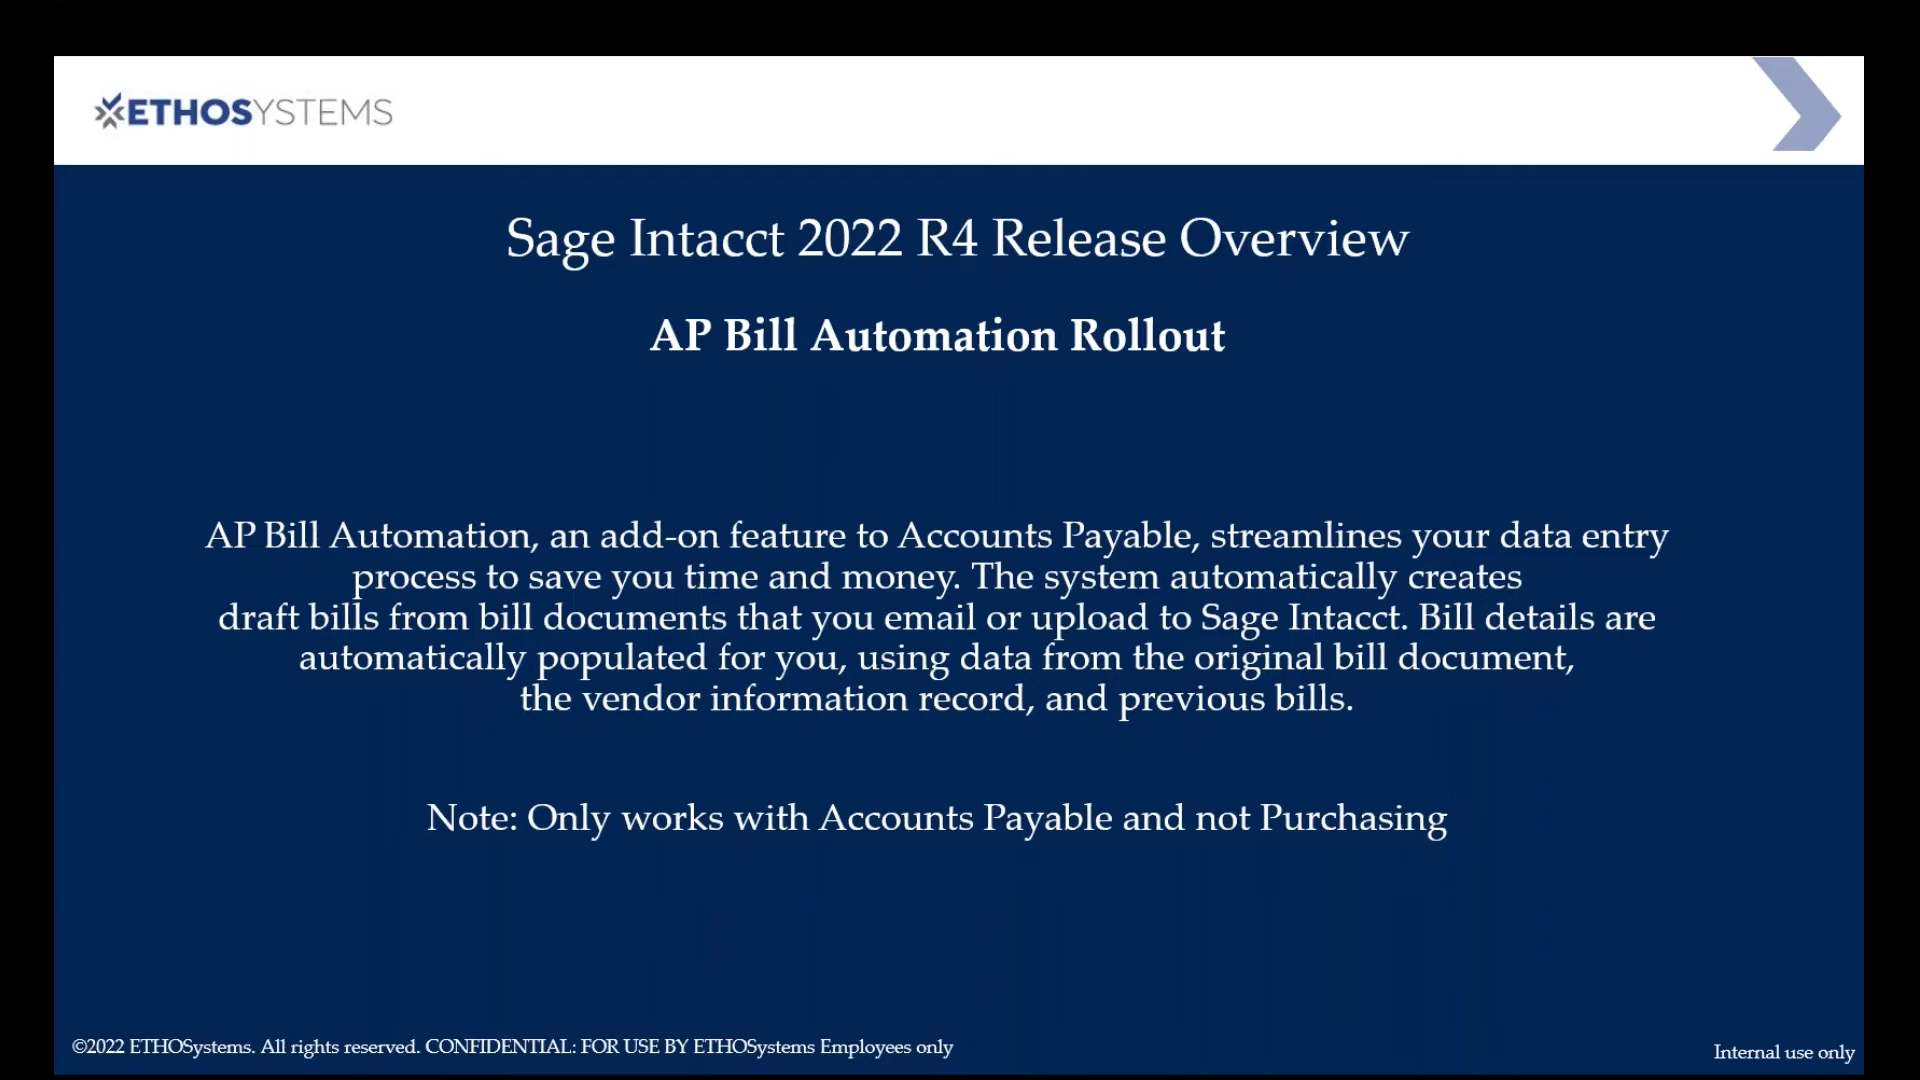 ETHOSYSTEMS
Sage Intacct 2022 R4 Release Overview
AP Bill Automation Rollout
AP Bill Automation, an add-on feature to Accounts Payable, streamlines your data entry
process to save you time and money. The system automatically creates
draft bills from bill documents that you email or upload to Sage Intacct. Bill details are
automatically populated for you, using data from the original bill document,
the vendor information record, and previous bills.
Note: Only works with Accounts Payable and not Purchasing
©2022 ETHOSystems. All rights reserved. CONFIDENTIAL: FOR USE BY ETHOSystems Employees only
Internal use only